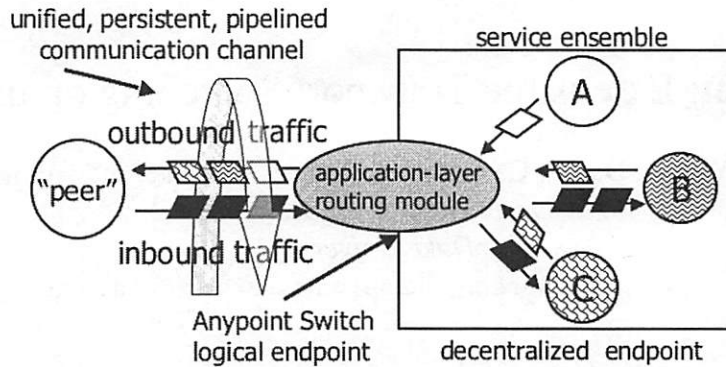 unified, persistent, pipelined
communication channel
service ensemble
A
outbound traffic
"peer"
application-layer
routing module
B
inbound traffic
C
Anypoint Switch
logical endpoint
decentralized endpoint